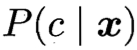 P(c | x)